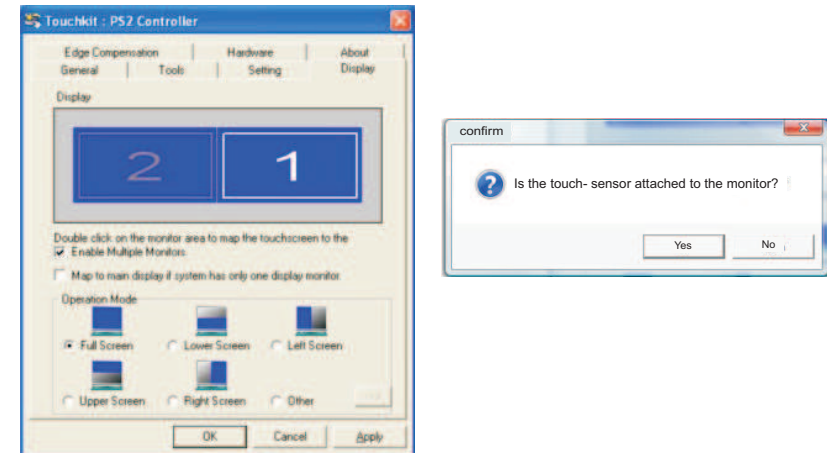 Touchkit : PS2 Controller
Edge Compensation Hardware About
General Tools Setting Display
Display
2 1
Double click on the monitor area to map the touchscreen to the
Enable Multiple Monitors
Map to main display if system has only one display monitor.
Operation Mode
Full Screen Lower Screen Left Screen
Upper Screen Right Screen Other
OK Cancel Apply
confirm
Is the touch- sensor attached to the monitor?
Yes No